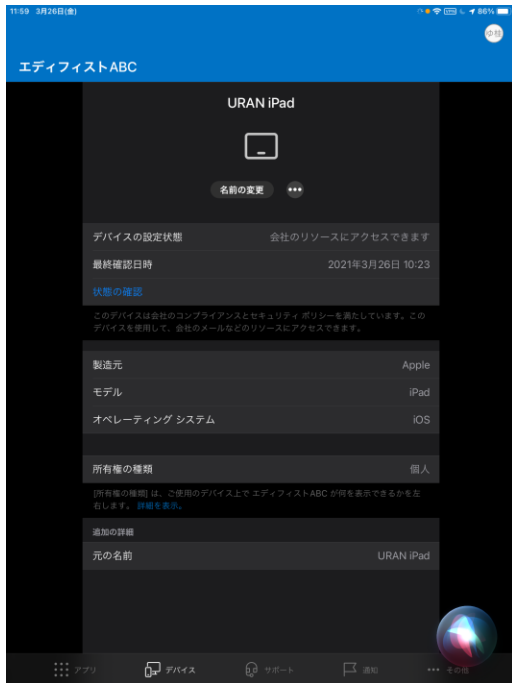 11:59 3月26日(金)
VPN
86%
ゆ枝
エディフィストABC
URAN iPad
名前の変更
デバイスの設定状態 会社のリソースにアクセスできます
最終確認日時 2021年3月26日 10:23
状態の確認
このデバイスは会社のコンプライアンスとセキュリティ ポリシーを満たしています。この
デバイスを使用して、会社のメールなどのリソースにアクセスできます。
製造元 Apple
モデル iPad
オペレーティング システム iOS
所有権の種類 個人
[所有権の種類] は、ご使用のデバイス上で エディフィストABC が何を表示できるかを左
右します。 詳細を表示。
追加の詳細
元の名前 URAN iPad
アプリ デバイス サポート 通知 その他